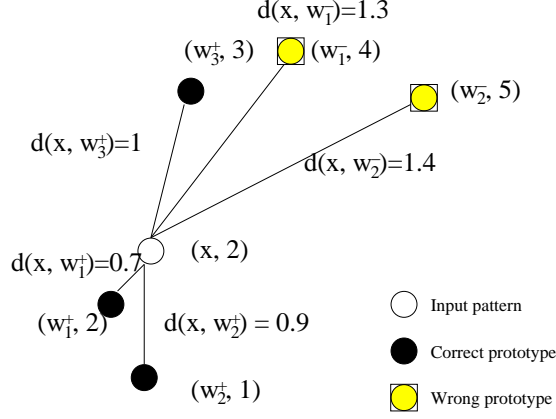 d(x, w₁⁻)=1.3
(w₃⁺, 3)
(w₁⁻, 4)
(w₂⁻, 5)
d(x, w₃⁺)=1
d(x, w₂⁻)=1.4
(x, 2)
d(x, w₁⁺)=0.7
(w₁⁺, 2)
d(x, w₂⁺) = 0.9
(w₂⁺, 1)
Input pattern
Correct prototype
Wrong prototype